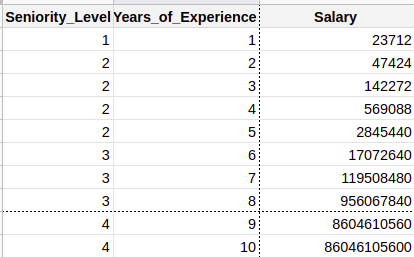 Seniority_Level Years_of_Experience Salary
1 1 23712
2 2 47424
2 3 142272
2 4 569088
2 5 2845440
3 6 17072640
3 7 119508480
3 8 956067840
4 9 8604610560
4 10 86046105600